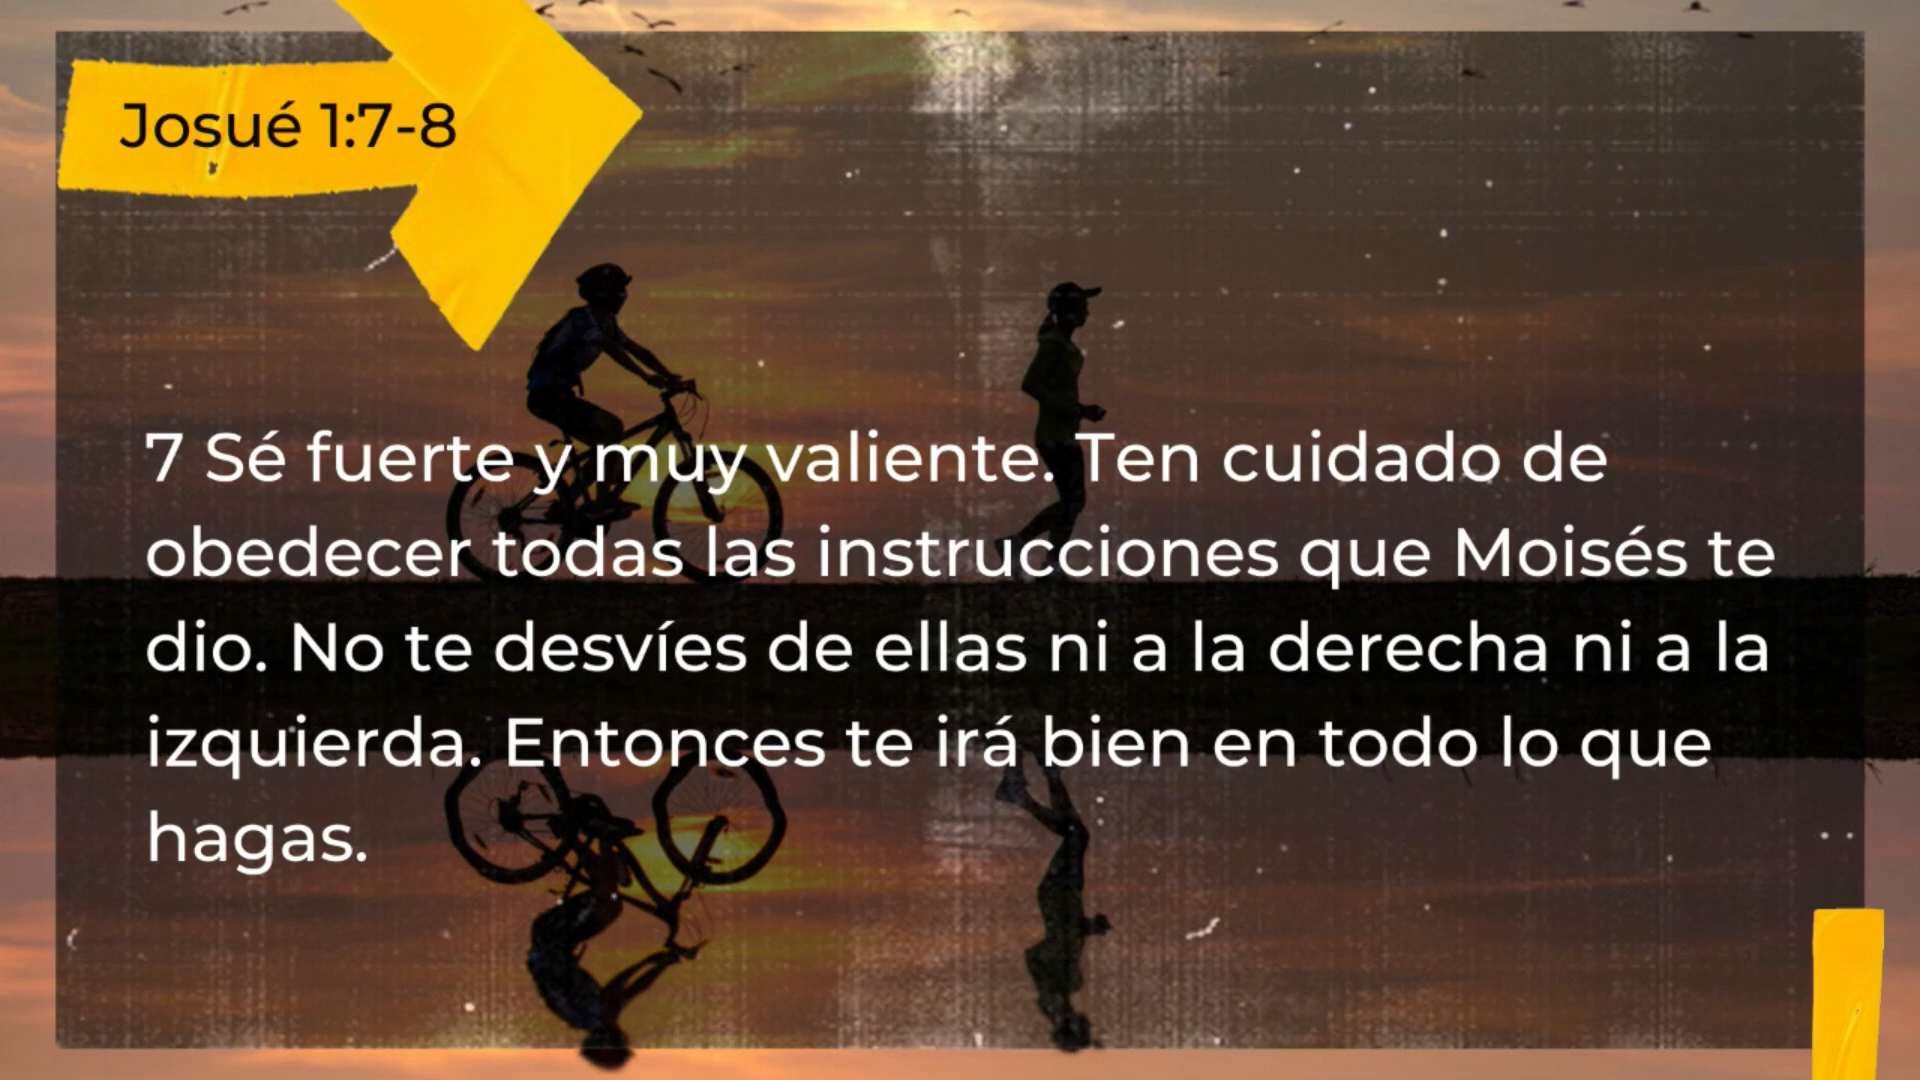 Josué 1:7-8
7 Sé fuerte y muy valiente. Ten cuidado de
obedecer todas las instrucciones que Moisés te
dio. No te desvíes de ellas ni a la derecha ni a la
izquierda. Entonces te irá bien en todo lo que
hagas.